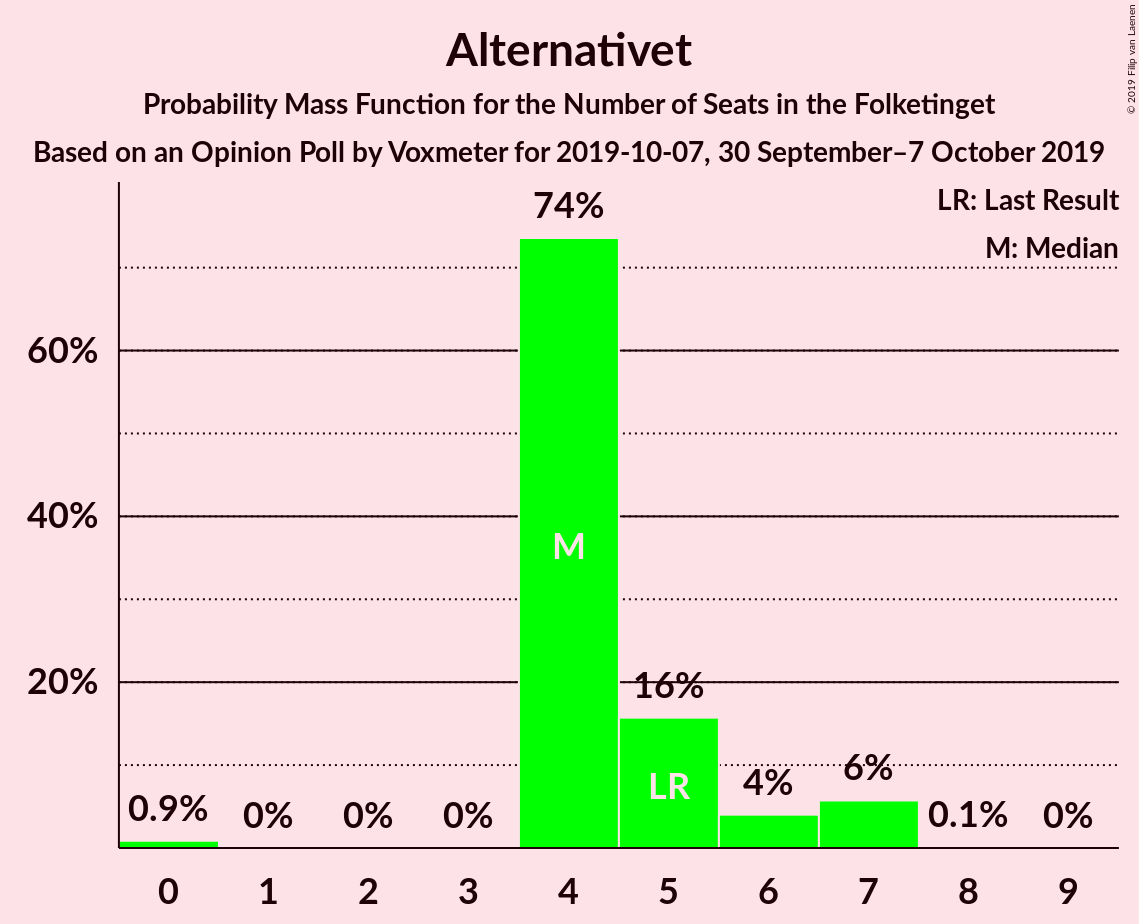 Alternativet
Probability Mass Function for the Number of Seats in the Folketinget
Based on an Opinion Poll by Voxmeter for 2019-10-07, 30 September–7 October 2019
© 2019 Filip van Laenen
LR: Last Result
M: Median
74%
60%
40%
M
20%
16%
LR
0.9%
0%
0%
0%
4%
6%
0.1%
0%
0 1 2 3 4 5 6 7 8 9